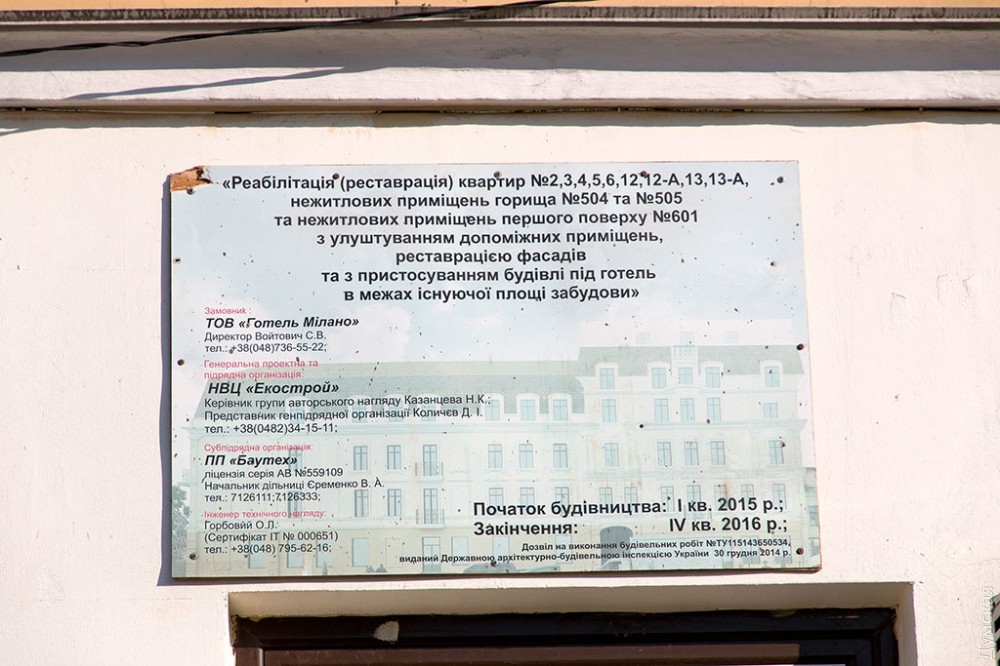 «Реабілітація (реставрація) квартир №2,3,4,5,6,12,12-А,13,13-А,
нежитлових приміщень горища №504 та №505
та нежитлових приміщень першого поверху №601
з улуштуванням допоміжних приміщень,
реставрацією фасадів
та з пристосуванням будівлі під готель
в межах існуючої площі забудови»
Замовник :
ТОВ «Готель Мілано»
Директор Войтович С.В.
тел.: +38(048)736-55-22;
Генеральна проектна та
підрядна організація:
НВЦ «Екострой»
Керівник групи авторського нагляду Казанцева Н.К.;
Представник генпідрядної організації Количєв Д. І.
тел.: +38(0482)34-15-11;
Субпідрядна організація:
ПП «Баутех»
ліцензія серія АВ №559109
Начальник дільниці Єременко В. А.
тел.: 7126111;7126333;
Інженер технічного нагляду:
Горбовий О.Л.
(Сертифікат ІТ № 000651)
тел.: +38(048) 795-62-16;
Початок будівництва: І кв. 2015 р.;
Закінчення: IV кв. 2016 р.;
Дозвіл на виконання будівельних робіт №ТУ115143650534,
виданий Державною архітектурно-будівельною інспекцією України 30 грудня 2014 р.